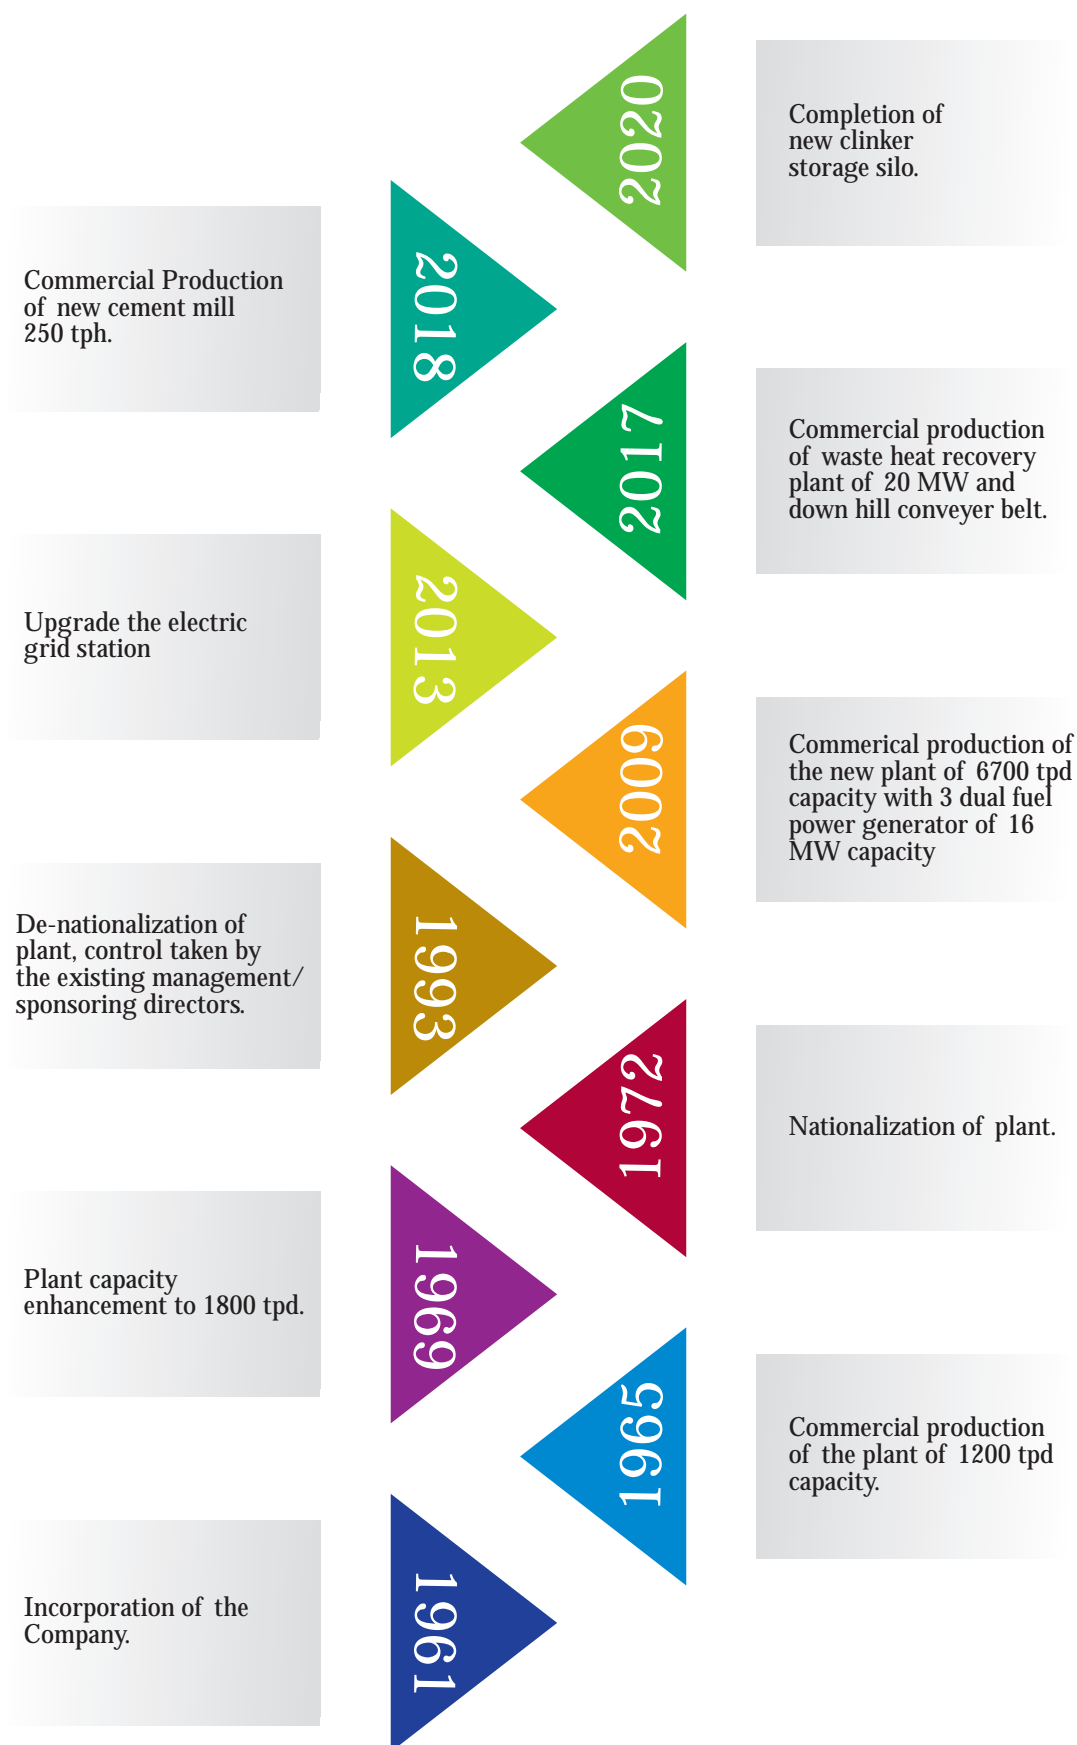 2020
Completion of
new clinker
storage silo.
2018
Commercial Production
of new cement mill
250 tph.
2017
Commercial production
of waste heat recovery
plant of 20 MW and
down hill conveyer belt.
2013
Upgrade the electric
grid station
2009
Commerical production of
the new plant of 6700 tpd
capacity with 3 dual fuel
power generator of 16
MW capacity
1993
De-nationalization of
plant, control taken by
the existing management/
sponsoring directors.
1972
Nationalization of plant.
1969
Plant capacity
enhancement to 1800 tpd.
1965
Commercial production
of the plant of 1200 tpd
capacity.
1961
Incorporation of the
Company.